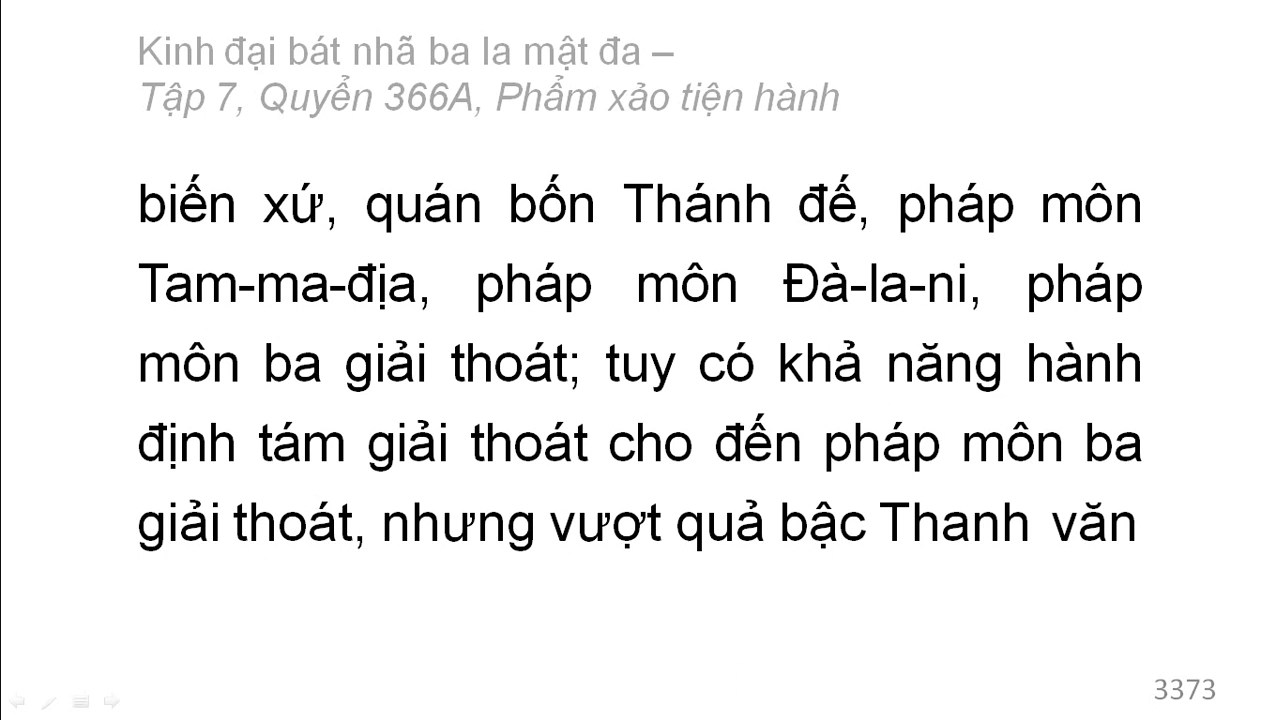 Kinh đại bát nhã ba la mật đa –
Tập 7, Quyển 366A, Phẩm xảo tiện hành
biến xứ, quán bốn Thánh đế, pháp môn
Tam-ma-địa, pháp môn Đà-la-ni, pháp
môn ba giải thoát; tuy có khả năng hành
định tám giải thoát cho đến pháp môn ba
giải thoát, nhưng vượt quả bậc Thanh văn
3373